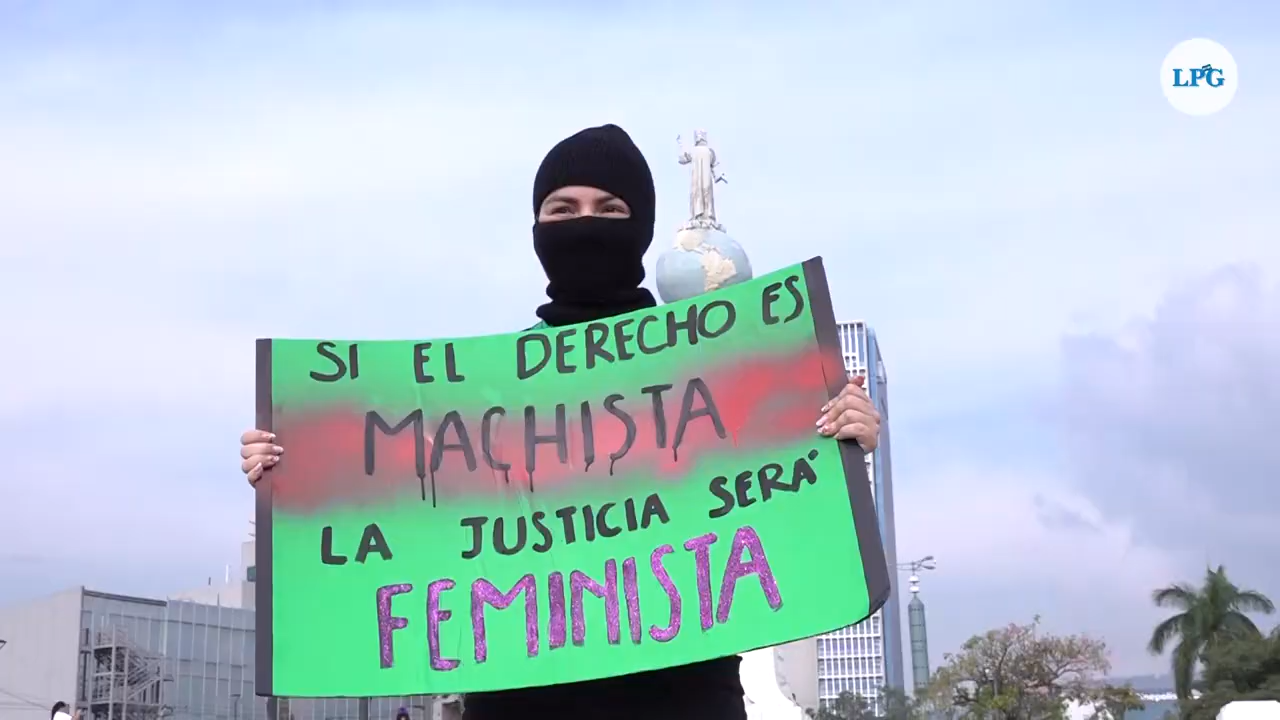 LPG
SI EL DERECHO ES
MACHISTA
LA JUSTICIA SERÁ
FEMINISTA